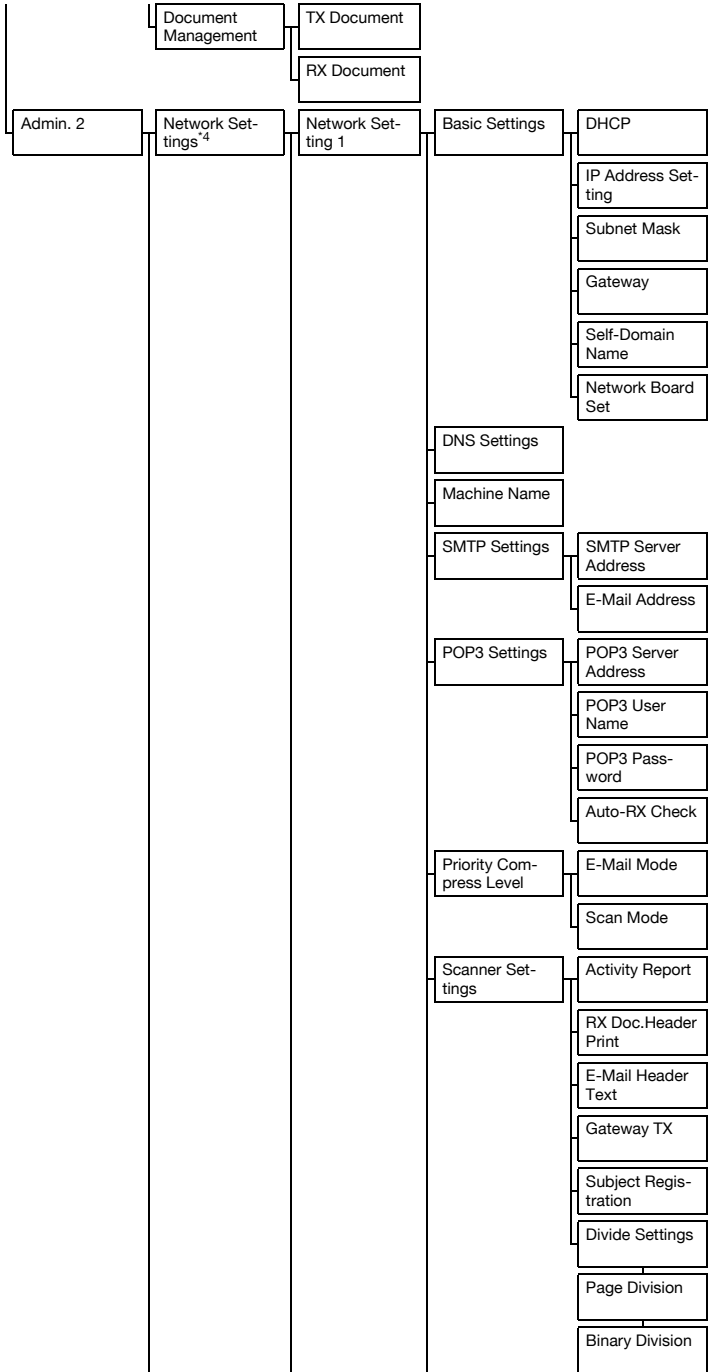 Document
Management
TX Document
RX Document
Admin. 2
Network Set-
tings*4
Network Set-
ting 1
Basic Settings
DHCP
IP Address Set-
ting
Subnet Mask
Gateway
Self-Domain
Name
Network Board
Set
DNS Settings
Machine Name
SMTP Settings
SMTP Server
Address
E-Mail Address
POP3 Settings
POP3 Server
Address
POP3 User
Name
POP3 Pass-
word
Auto-RX Check
Priority Com-
press Level
E-Mail Mode
Scan Mode
Scanner Set-
tings
Activity Report
RX Doc.Header
Print
E-Mail Header
Text
Gateway TX
Subject Regis-
tration
Divide Settings
Page Division
Binary Division